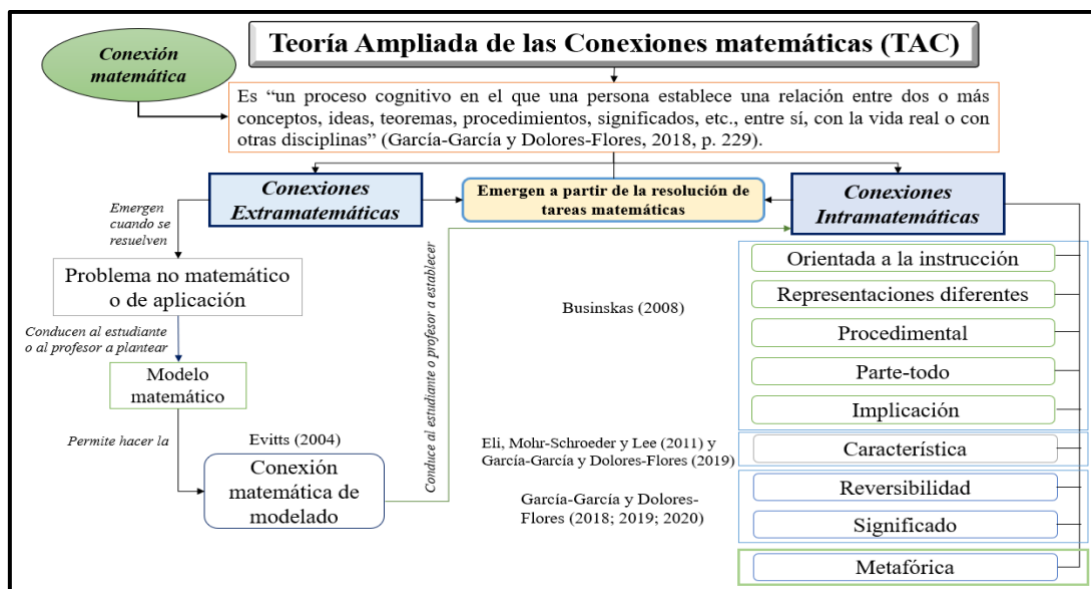 Teoría Ampliada de las Conexiones matemáticas (TAC)
Conexión
matemática
Es “un proceso cognitivo en el que una persona establece una relación entre dos o más
conceptos, ideas, teoremas, procedimientos, significados, etc., entre sí, con la vida real o con
otras disciplinas” (García-García y Dolores-Flores, 2018, p. 229).
Conexiones
Extramatemáticas
Emergen a partir de la resolución de
tareas matemáticas
Conexiones
Intramatemáticas
Emergen
cuando se
resuelven
Problema no matemático
o de aplicación
Conducen al estudiante
o al profesor a plantear
Modelo
matemático
Permite hacer la
Evitts (2004)
Conexión
matemática de
modelado
Conduce al estudiante o profesor a establecer
Businskas (2008)
Orientada a la instrucción
Representaciones diferentes
Procedimental
Parte-todo
Implicación
Eli, Mohr-Schroeder y Lee (2011) y
García-García y Dolores-Flores (2019)
Característica
García-García y Dolores-
Flores (2018; 2019; 2020)
Reversibilidad
Significado
Metafórica